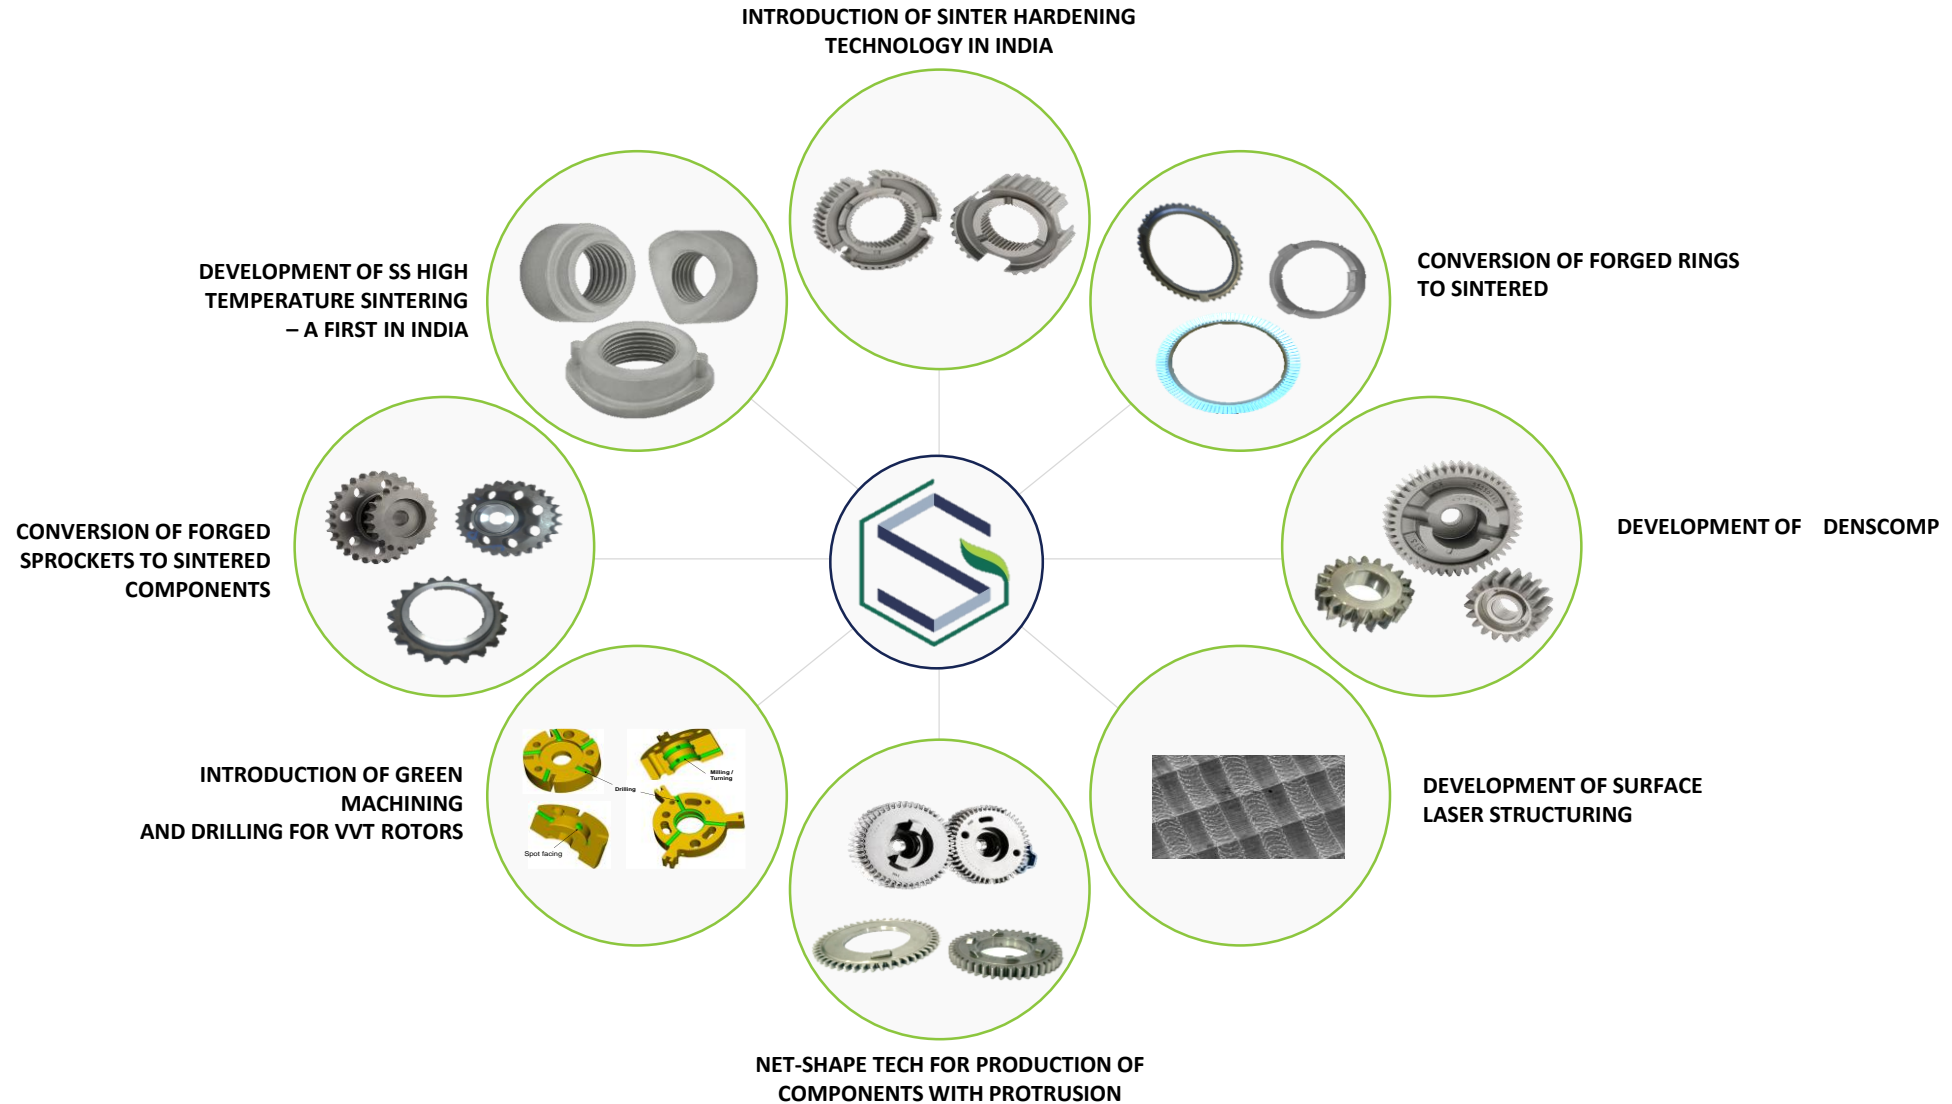 INTRODUCTION OF SINTER HARDENING
TECHNOLOGY IN INDIA
CONVERSION OF FORGED RINGS
TO SINTERED
DEVELOPMENT OF SS HIGH
TEMPERATURE SINTERING
– A FIRST IN INDIA
DEVELOPMENT OF DENSCOMP
CONVERSION OF FORGED
SPROCKETS TO SINTERED
COMPONENTS
INTRODUCTION OF GREEN
MACHINING
AND DRILLING FOR VVT ROTORS
Milling /
Turning
Drilling
Spot facing
DEVELOPMENT OF SURFACE
LASER STRUCTURING
NET-SHAPE TECH FOR PRODUCTION OF
COMPONENTS WITH PROTRUSION